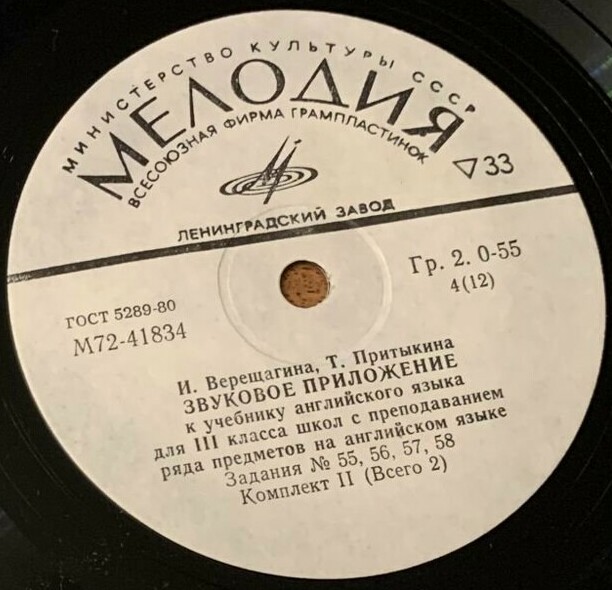 МИНИСТЕРСТВО КУЛЬТУРЫ СССР
МЕЛОДИЯ
ВСЕСОЮЗНАЯ ФИРМА ГРАМПЛАСТИНОК
33
ЛЕНИНГРАДСКИЙ ЗАВОД
ГОСТ 5289-80
М72-41834
Гр. 2. 0-55
4(12)
И. Верещагина, Т. Притыкина
ЗВУКОВОЕ ПРИЛОЖЕНИЕ
к учебнику английского языка
для III класса школ с преподаванием
ряда предметов на английском языке
Задания № 55, 56, 57, 58
Комплект II (Всего 2)